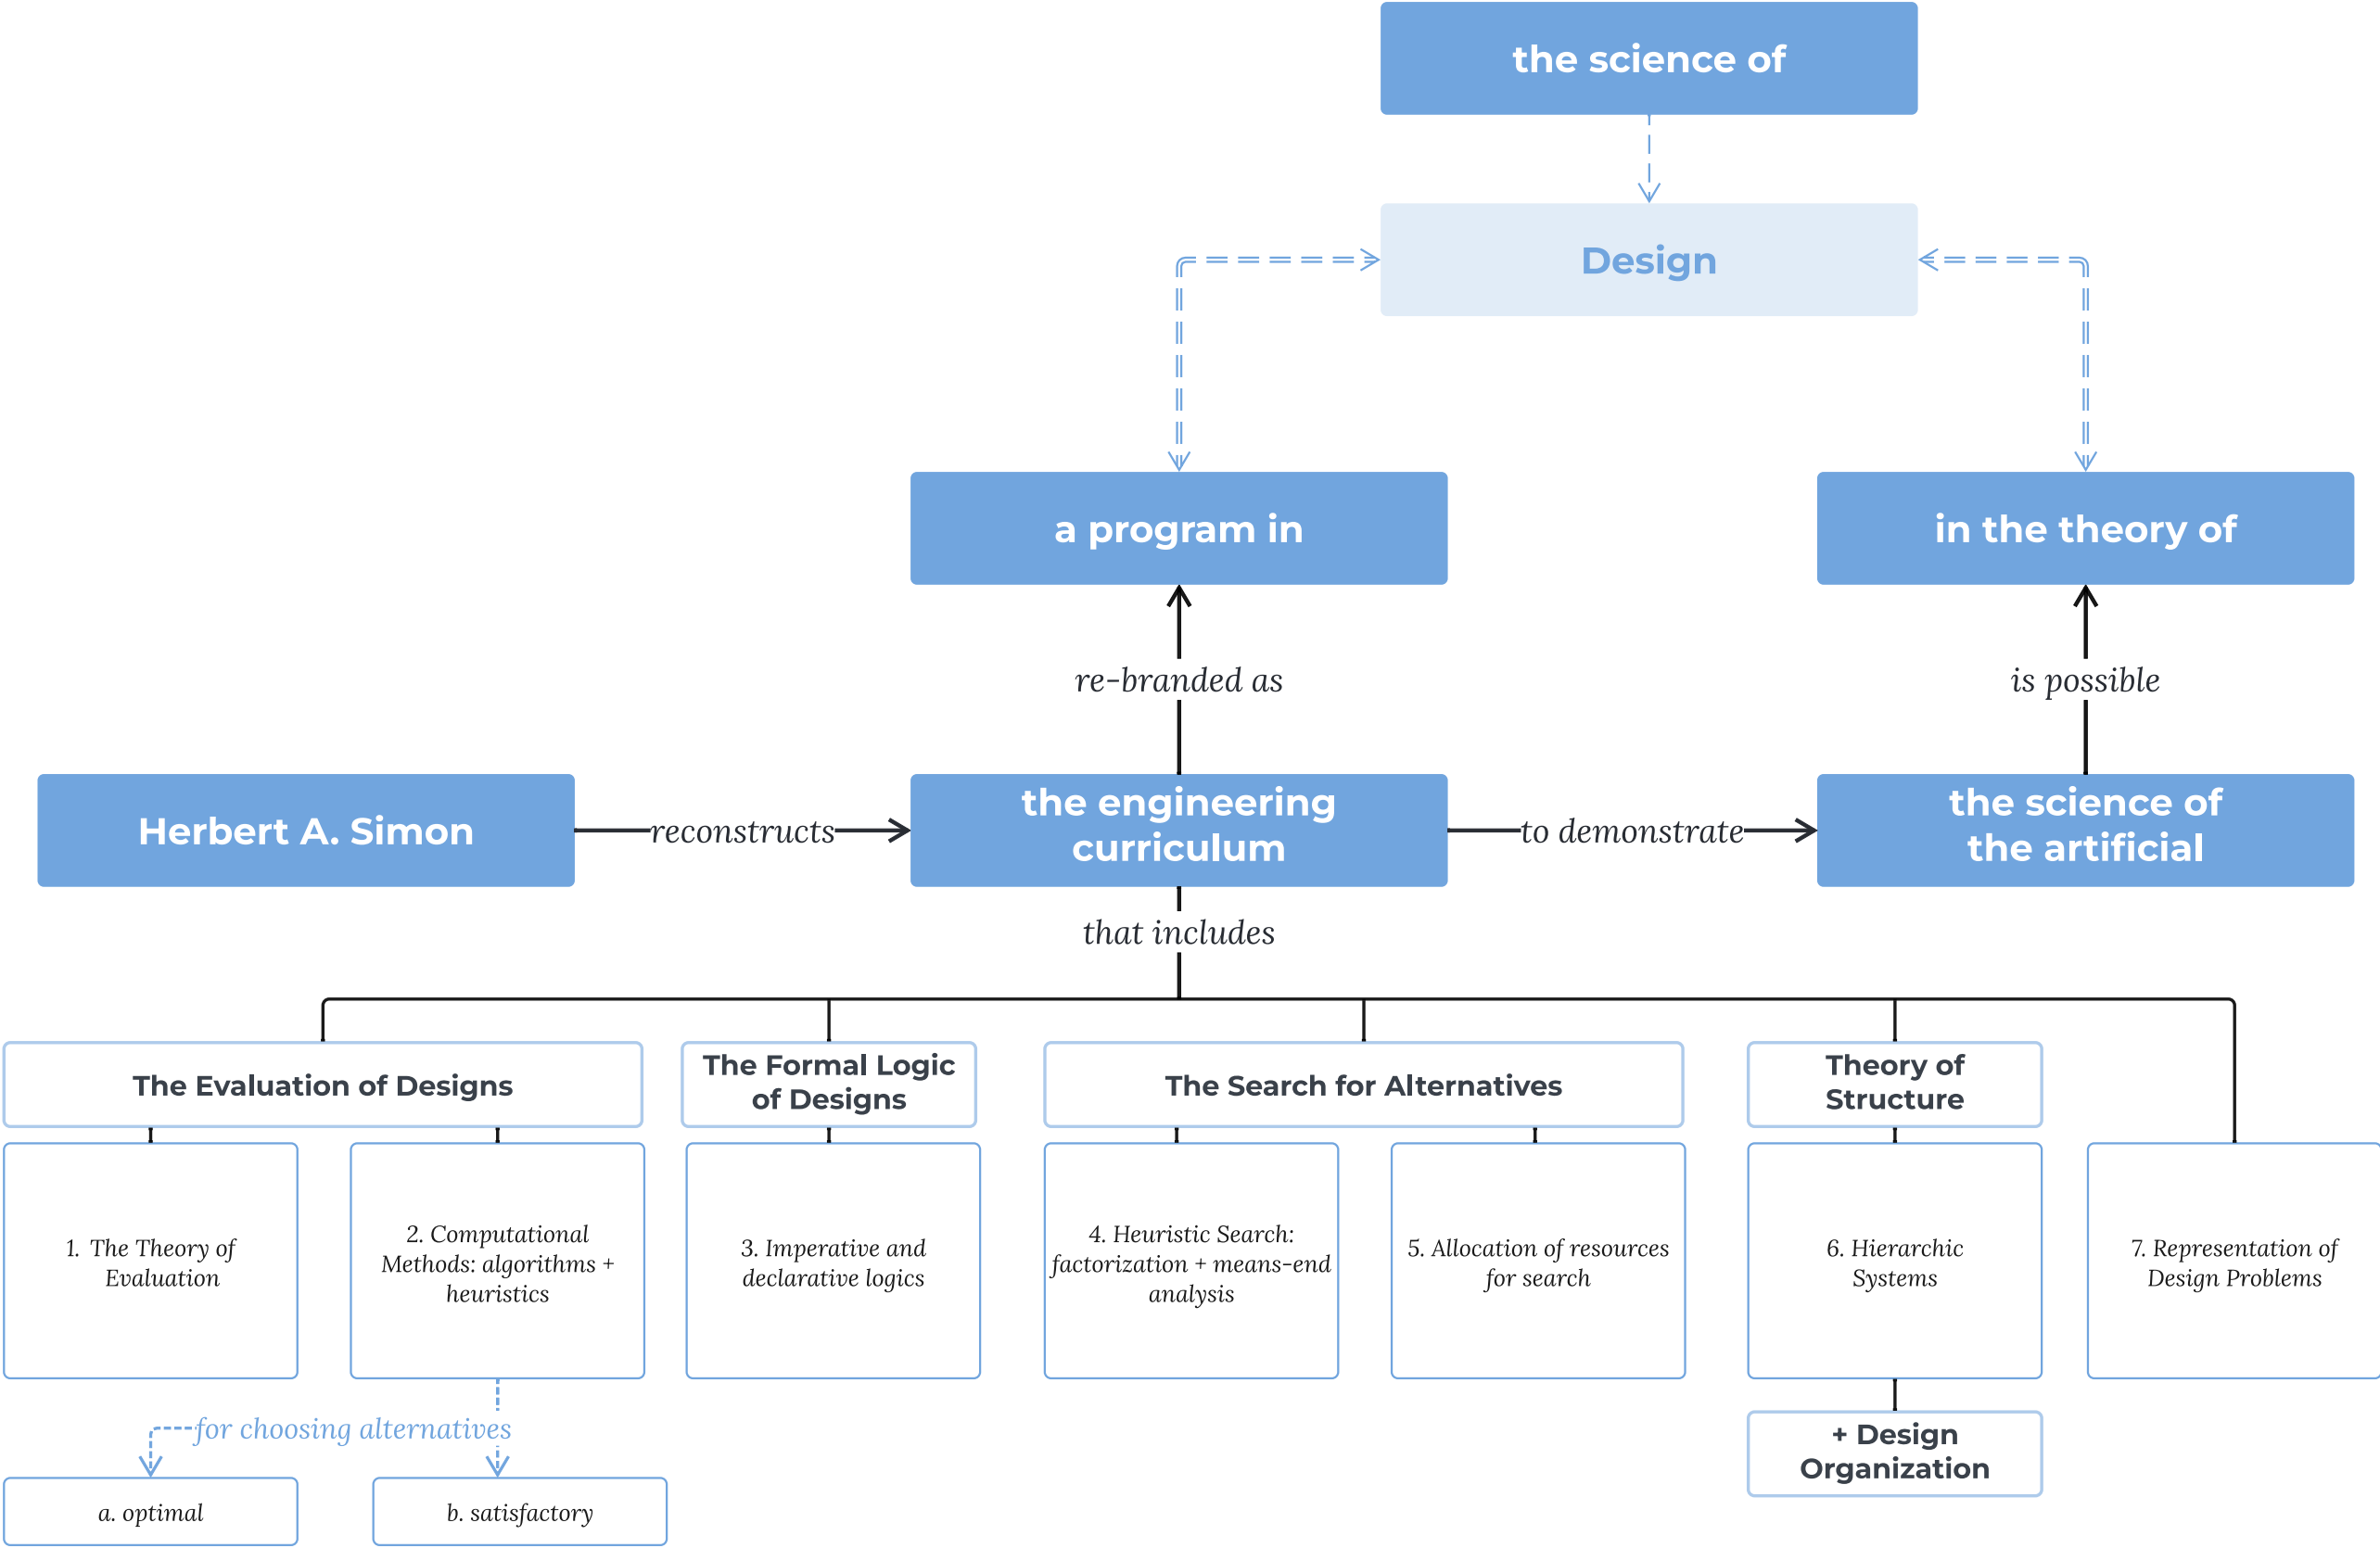 the science of
Design
a program in
in the theory of
re-branded as
is possible
Herbert A. Simon
reconstructs
the engineering
curriculum
to demonstrate
the science of
the artificial
that includes
The Evaluation of Designs
The Formal Logic
of Designs
The Search for Alternatives
Theory of
Structure
1. The Theory of
Evaluation
2. Computational
Methods: algorithms +
heuristics
3. Imperative and
declarative logics
4. Heuristic Search:
factorization + means-end
analysis
5. Allocation of resources
for search
6. Hierarchic
Systems
7. Representation of
Design Problems
for choosing alternatives
+ Design
Organization
a. optimal
b. satisfactory